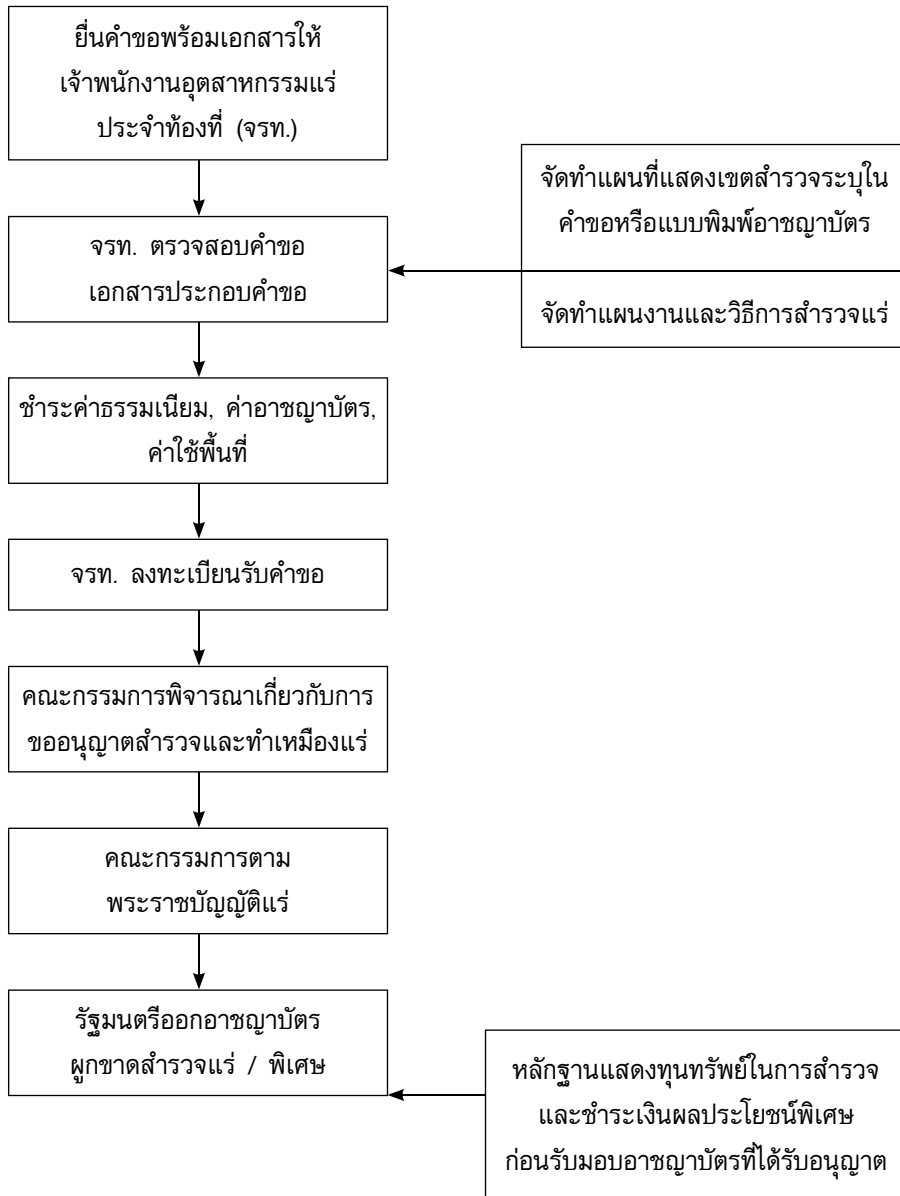 ยื่นคำขอพร้อมเอกสารให้
เจ้าพนักงานอุตสาหกรรมแร่
ประจำท้องที่ (จรท.)
จัดทำแผนที่แสดงเขตสำรวจระบุใน
คำขอหรือแบบพิมพ์อาชญาบัตร
จรท. ตรวจสอบคำขอ
เอกสารประกอบคำขอ
จัดทำแผนงานและวิธีการสำรวจแร่
ชำระค่าธรรมเนียม, ค่าอาชญาบัตร,
ค่าใช้พื้นที่
จรท. ลงทะเบียนรับคำขอ
คณะกรรมการพิจารณาเกี่ยวกับการ
ขออนุญาตสำรวจและทำเหมืองแร่
คณะกรรมการตาม
พระราชบัญญัติแร่
รัฐมนตรีออกอาชญาบัตร
ผูกขาดสำรวจแร่ / พิเศษ
หลักฐานแสดงทุนทรัพย์ในการสำรวจ
และชำระเงินผลประโยชน์พิเศษ
ก่อนรับมอบอาชญาบัตรที่ได้รับอนุญาต